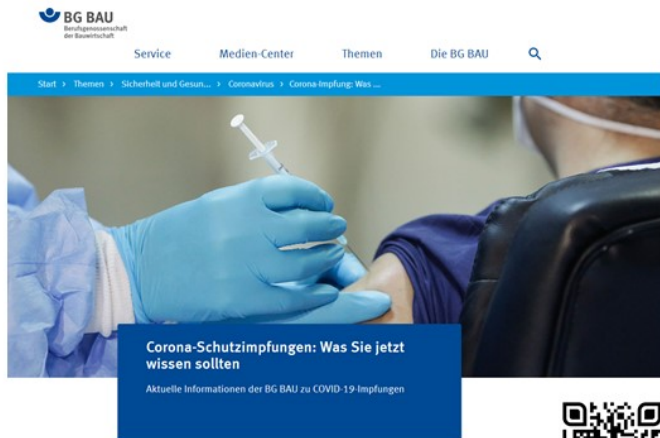 BG BAU
Berufsgenossenschaft
der Bauwirtschaft
Service Medien-Center Themen Die BG BAU
Start > Themen > Sicherheit und Gesun... > Coronavirus > Corona-Impfung: Was ...
Corona-Schutzimpfungen: Was Sie jetzt
wissen sollten
Aktuelle Informationen der BG BAU zu COVID-19-Impfungen